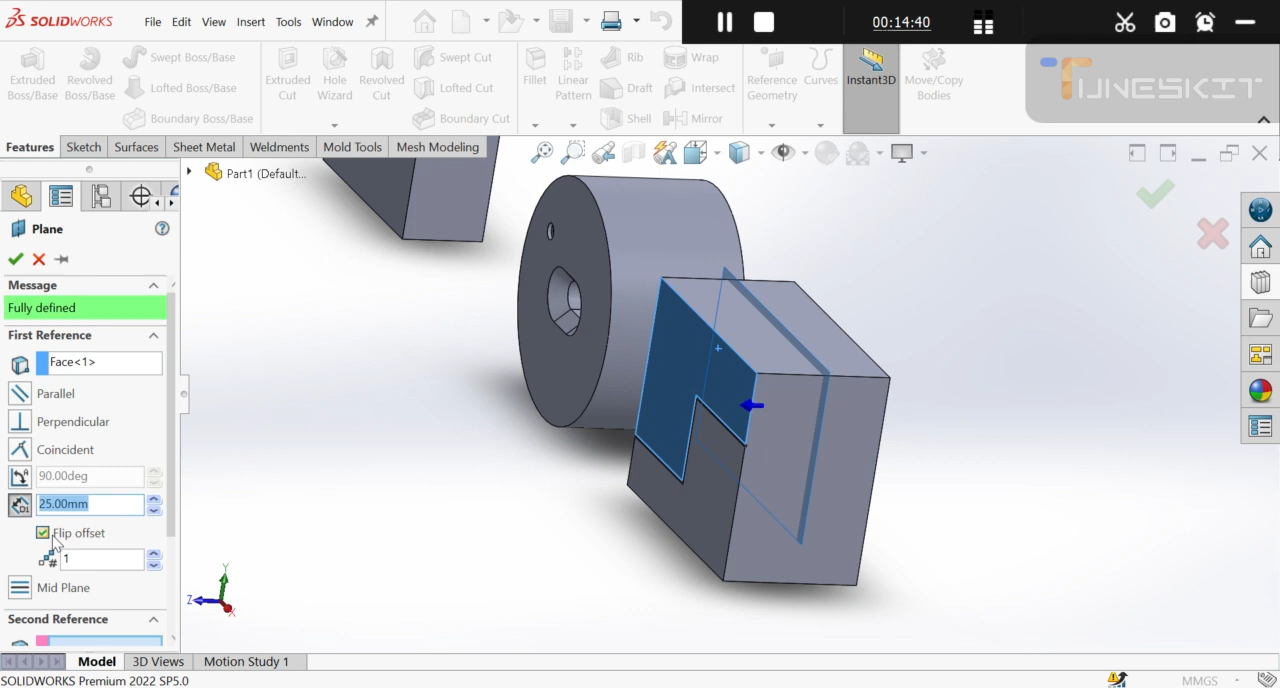 SOLIDWORKS
File Edit View Insert Tools Window
00:14:40
TUNESKIT
Extruded Boss/Base
Revolved Boss/Base
Swept Boss/Base
Lofted Boss/Base
Boundary Boss/Base
Extruded Cut
Hole Wizard
Revolved Cut
Swept Cut
Lofted Cut
Boundary Cut
Fillet
Linear Pattern
Rib
Draft
Shell
Wrap
Intersect
Mirror
Reference Geometry
Curves
Instant3D
Move/Copy Bodies
Features Sketch Surfaces Sheet Metal Weldments Mold Tools Mesh Modeling
Part1 (Default...
Plane
Message
Fully defined
First Reference
Face<1>
Parallel
Perpendicular
Coincident
90.00deg
25.00mm
Flip offset
1
Mid Plane
Second Reference
Y
Z
X
Model 3D Views Motion Study 1
SOLIDWORKS Premium 2022 SP5.0
MMGS